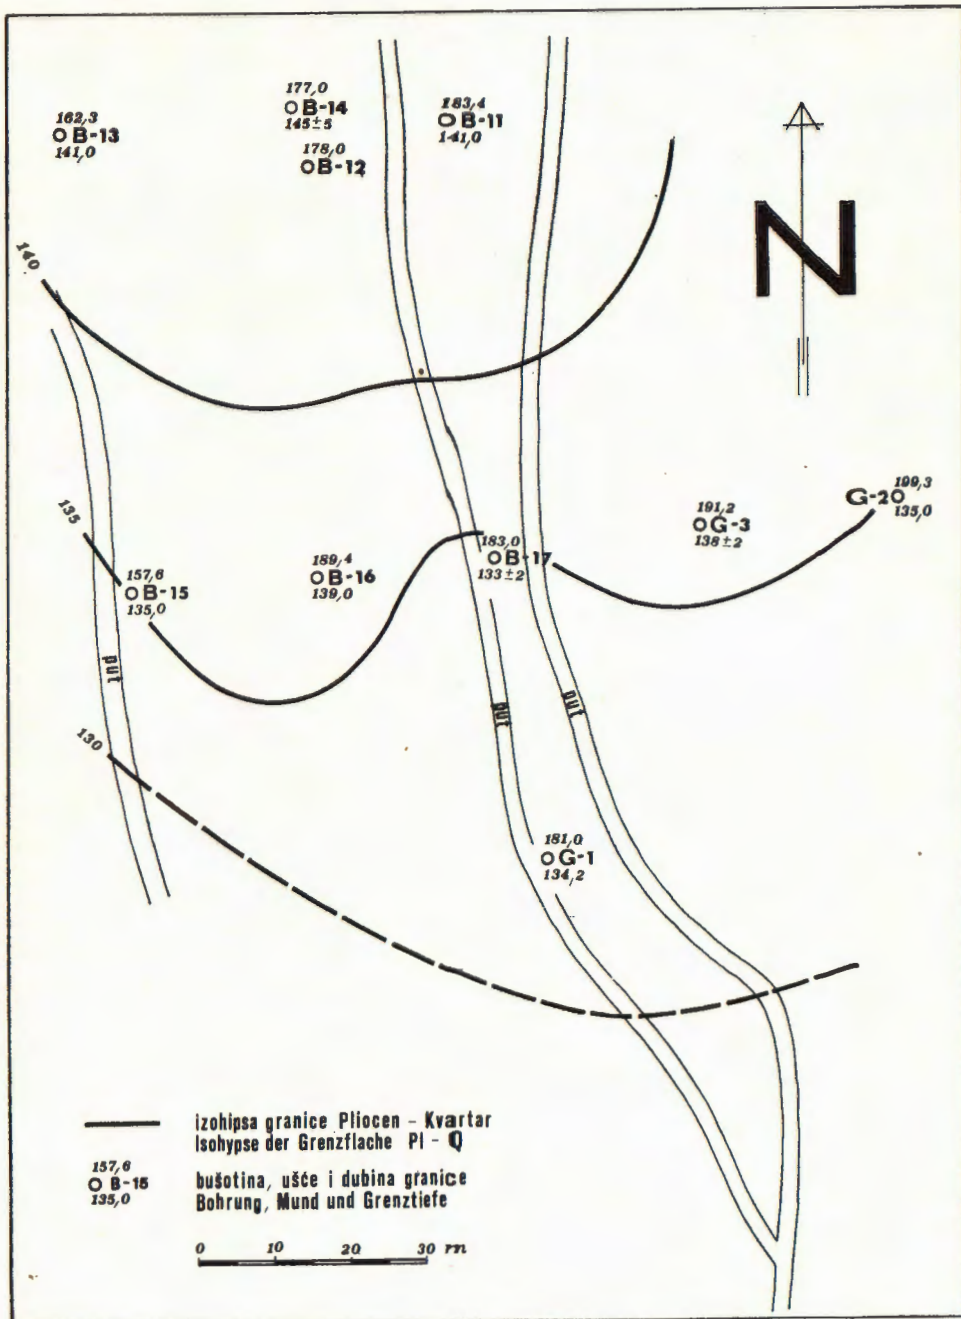 177,0
B-14
145±5
183,4
B-11
141,0
162,3
B-13
141,0
178,0
B-12
N
140
199,3
G-2
135,0
191,2
G-3
138±2
135
183,0
B-17
133±2
189,4
B-16
139,0
157,6
B-15
135,0
put
put
put
130
181,0
G-1
134,2
izohipsa granice Pliocen - Kvartar
Isohypse der Grenzflache Pl - Q
157,6
B-15
135,0
bušotina, ušće i dubina granice
Bohrung, Mund und Grenztiefe
0 10 20 30 m